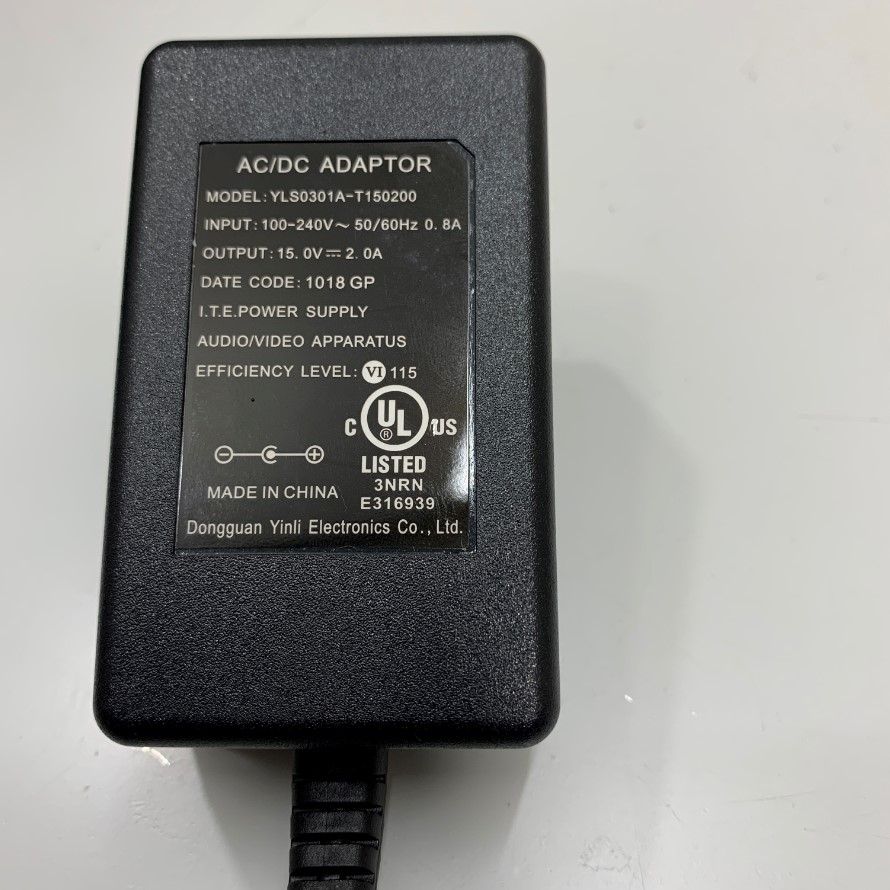 AC/DC ADAPTOR
MODEL: YLS0301A-T150200
INPUT: 100-240V~ 50/60Hz 0.8A
OUTPUT: 15.0V⎓ 2.0A
DATE CODE: 1018 GP
I.T.E.POWER SUPPLY
AUDIO/VIDEO APPARATUS
EFFICIENCY LEVEL: VI 115
C UL® US
LISTED
3NRN
E316939
MADE IN CHINA
Dongguan Yinli Electronics Co., Ltd.